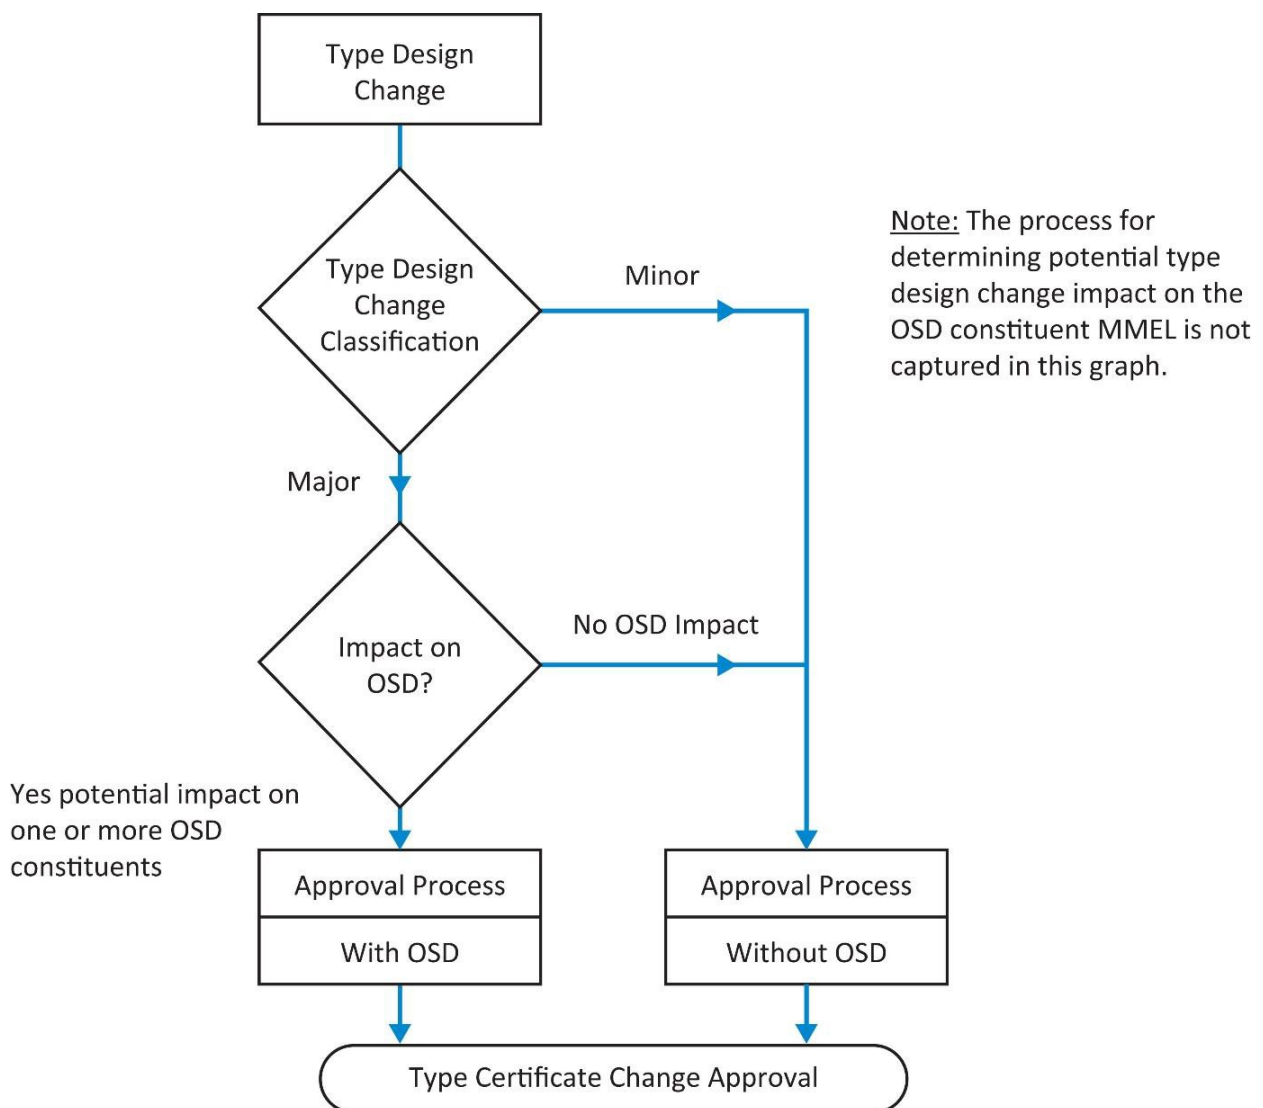 Type Design
Change
Type Design
Change
Classification
Minor
Note: The process for
determining potential type
design change impact on the
OSD constituent MMEL is not
captured in this graph.
Major
Impact on
OSD?
No OSD Impact
Yes potential impact on
one or more OSD
constituents
Approval Process
With OSD
Approval Process
Without OSD
Type Certificate Change Approval